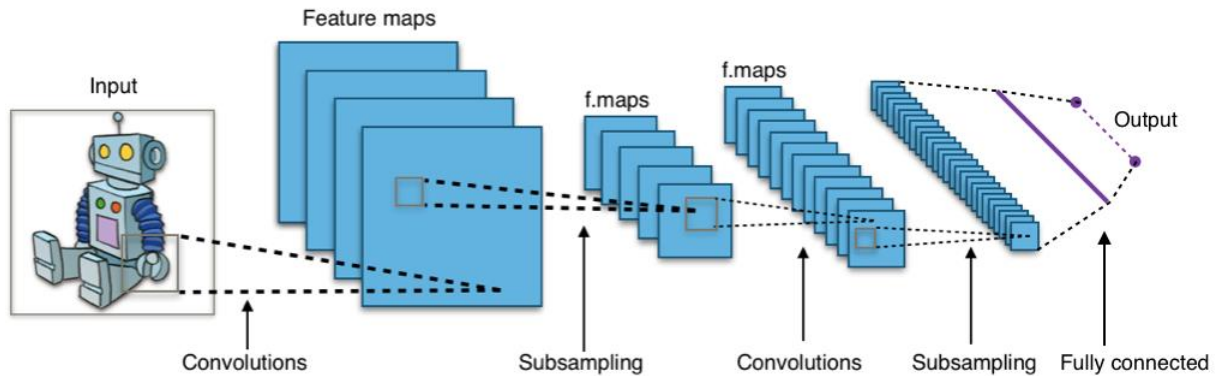 Feature maps
Input
f.maps
f.maps
Output
Convolutions
Subsampling
Convolutions
Subsampling
Fully connected